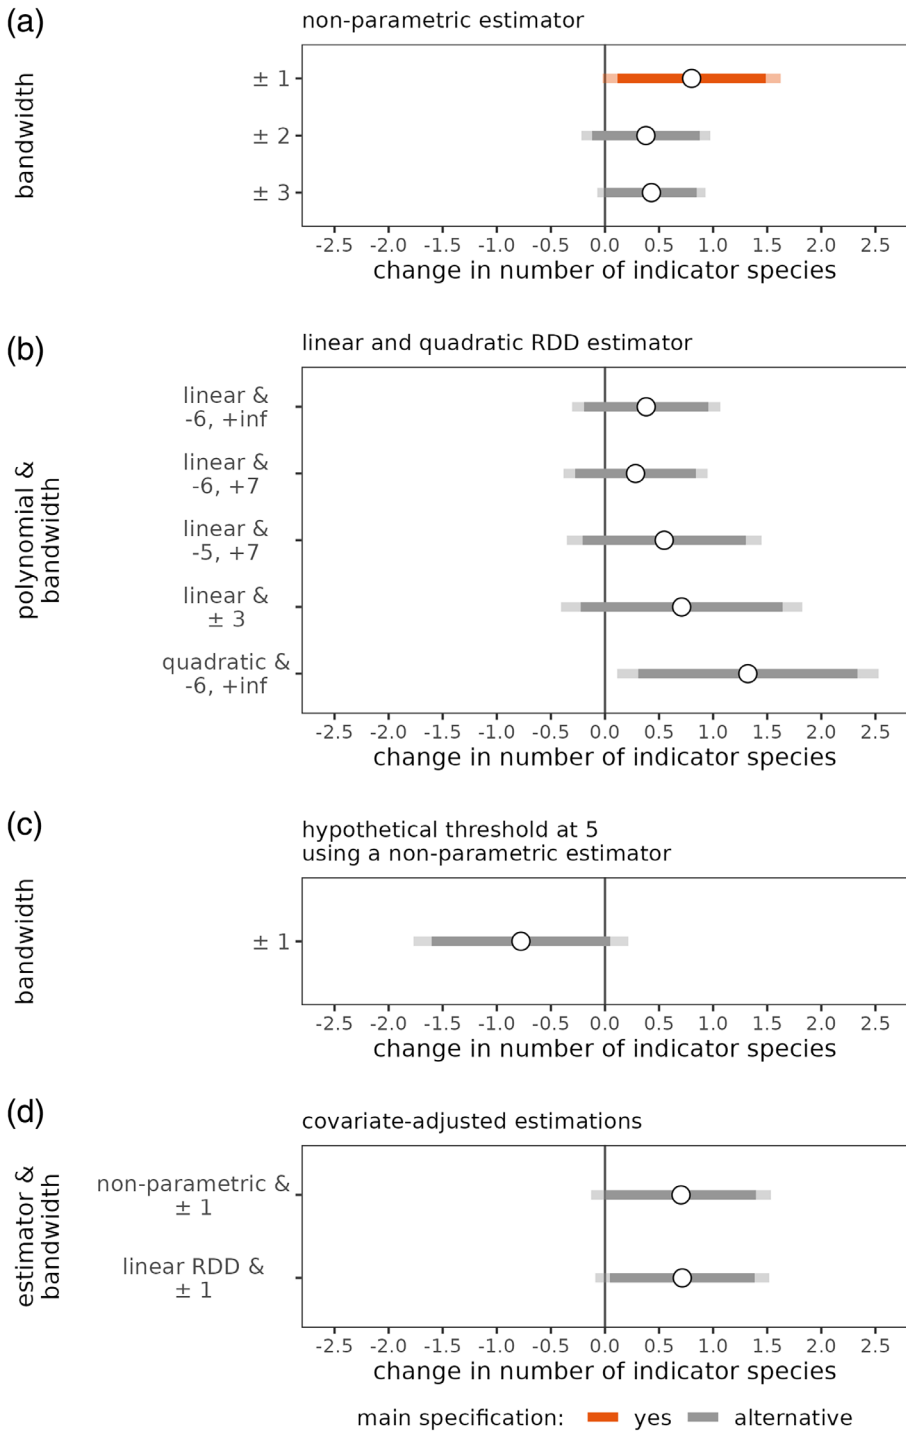 (a)
non-parametric estimator
bandwidth
± 1
± 2
± 3
-2.5 -2.0 -1.5 -1.0 -0.5 0.0 0.5 1.0 1.5 2.0 2.5
change in number of indicator species
(b)
linear and quadratic RDD estimator
polynomial &
bandwidth
linear &
-6, +inf
linear &
-6, +7
linear &
-5, +7
linear &
± 3
quadratic &
-6, +inf
-2.5 -2.0 -1.5 -1.0 -0.5 0.0 0.5 1.0 1.5 2.0 2.5
change in number of indicator species
(c)
hypothetical threshold at 5
using a non-parametric estimator
bandwidth
± 1
-2.5 -2.0 -1.5 -1.0 -0.5 0.0 0.5 1.0 1.5 2.0 2.5
change in number of indicator species
(d)
covariate-adjusted estimations
estimator &
bandwidth
non-parametric &
± 1
linear RDD &
± 1
-2.5 -2.0 -1.5 -1.0 -0.5 0.0 0.5 1.0 1.5 2.0 2.5
change in number of indicator species
main specification: yes alternative